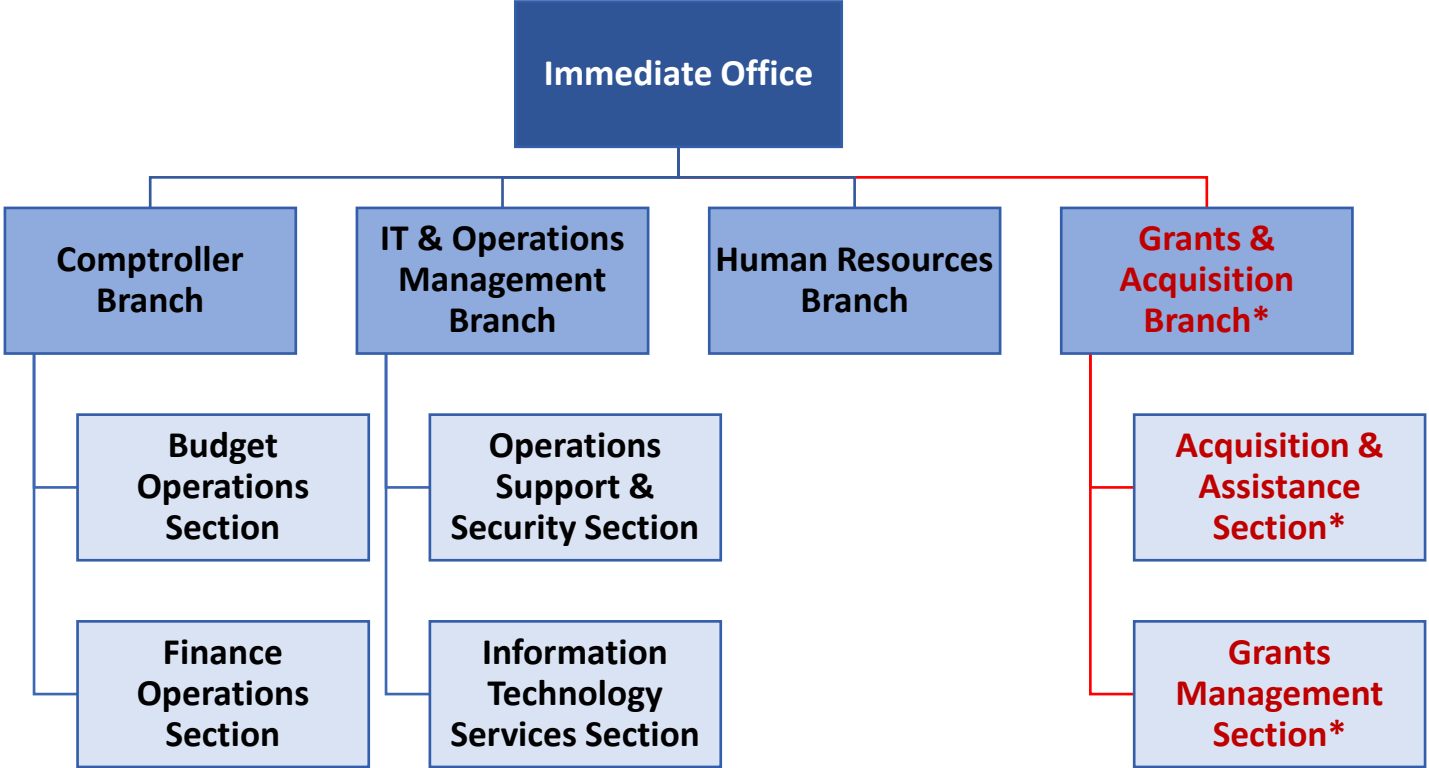 Immediate Office
Comptroller
Branch
IT & Operations
Management
Branch
Human Resources
Branch
Grants &
Acquisition
Branch*
Budget
Operations
Section
Operations
Support &
Security Section
Acquisition &
Assistance
Section*
Finance
Operations
Section
Information
Technology
Services Section
Grants
Management
Section*